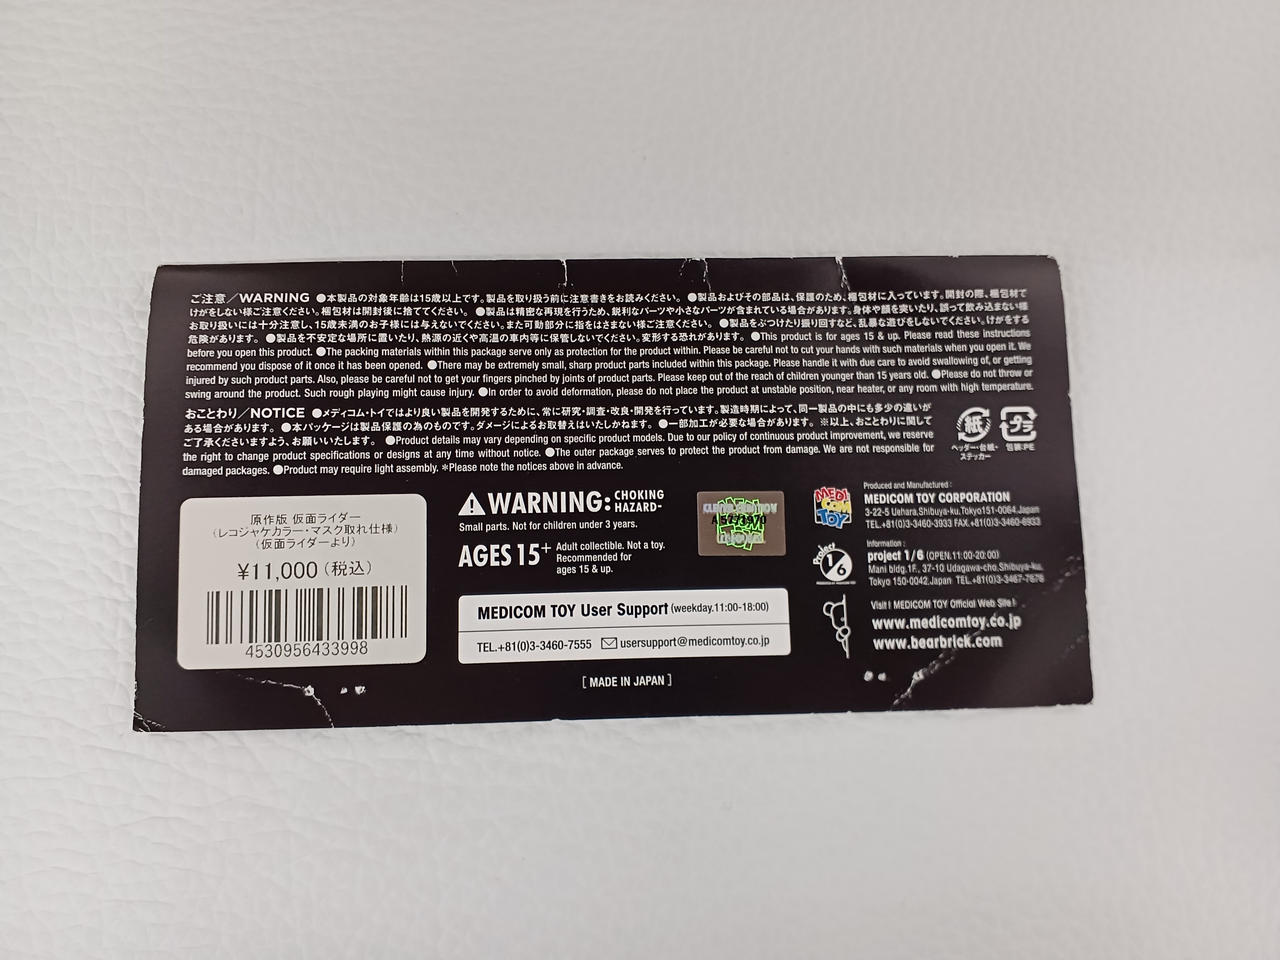 ご注意／WARNING ●本製品の対象年齢は15歳以上です。製品を取り扱う前に注意書きをお読みください。 ●製品およびその部品は、保護のため、梱包材に入っています。開封の際、梱包材で
けがをしない様ご注意ください。梱包材は開封後に捨ててください。 ●製品は精密な再現を行うため、鋭利なパーツや小さなパーツが含まれている場合があります。身体や顔を突いたり、誤って飲み込まない様
お取り扱いには十分注意し、15歳未満のお子様には与えないでください。また可動部分に指をはさまない様ご注意ください。 ●製品をぶつけたり振り回すなど、乱暴な遊びをしないでください。けがをする
危険があります。 ●製品を不安定な場所に置いたり、熱源の近くや高温の車内等に保管しないでください。変形する恐れがあります。 ●This product is for ages 15 & up. Please read these instructions
before you open this product. ●The packing materials within this package serve only as protection for the product within. Please be careful not to cut your hands with such materials when you open it. We
recommend you dispose of it once it has been opened. ●There may be extremely small, sharp product parts included within this package. Please handle it with due care to avoid swallowing of, or getting
injured by such product parts. Also, please be careful not to get your fingers pinched by joints of product parts. Please keep out of the reach of children younger than 15 years old. ●Please do not throw or
swing around the product. Such rough playing might cause injury. ●In order to avoid deformation, please do not place the product at unstable position, near heater, or any room with high temperature.
おことわり／NOTICE ●メディコム・トイではより良い製品を開発するために、常に研究・調査・改良・開発を行っています。製造時期によって、同一製品の中にも多少の違いが
ある場合があります。 ●本パッケージは製品保護の為のものです。ダメージによるお取替えはいたしかねます。 ●一部加工が必要な場合があります。 ※以上、おことわりに関して
ご了承くださいますよう、お願いいたします。 ●Product details may vary depending on specific product models. Due to our policy of continuous product improvement, we reserve
the right to change product specifications or designs at any time without notice. ●The outer package serves to protect the product from damage. We are not responsible for
damaged packages. ●Product may require light assembly. ＊Please note the notices above in advance.
紙
ヘッダー・台紙・
ステッカー
プラ
包装:PE
原作版 仮面ライダー
(レコジャケカラー・マスク取れ仕様)
(仮面ライダーより)
¥11,000(税込)
4530956433998
WARNING: CHOKING HAZARD-
Small parts. Not for children under 3 years.
AGES 15+ Adult collectible. Not a toy.
Recommended for
ages 15 & up.
MEDICOM TOY User Support (weekday.11:00-18:00)
TEL.+81(0)3-3460-7555 usersupport@medicomtoy.co.jp
[ MADE IN JAPAN ]
MEDI
COM
TOY
Produced and Manufactured :
MEDICOM TOY CORPORATION
3-22-5 Uehara,Shibuya-ku,Tokyo151-0064,Japan
TEL.+81(0)3-3460-3933 FAX.+81(0)3-3460-6933
Project 1/6
Information :
project 1/6 (OPEN.11:00-20:00)
Mani bldg.1F., 37-10 Udagawa-cho,Shibuya-ku,
Tokyo 150-0042,Japan TEL.+81(0)3-3467-7676
Visit ! MEDICOM TOY Official Web Site !
www.medicomtoy.co.jp
www.bearbrick.com